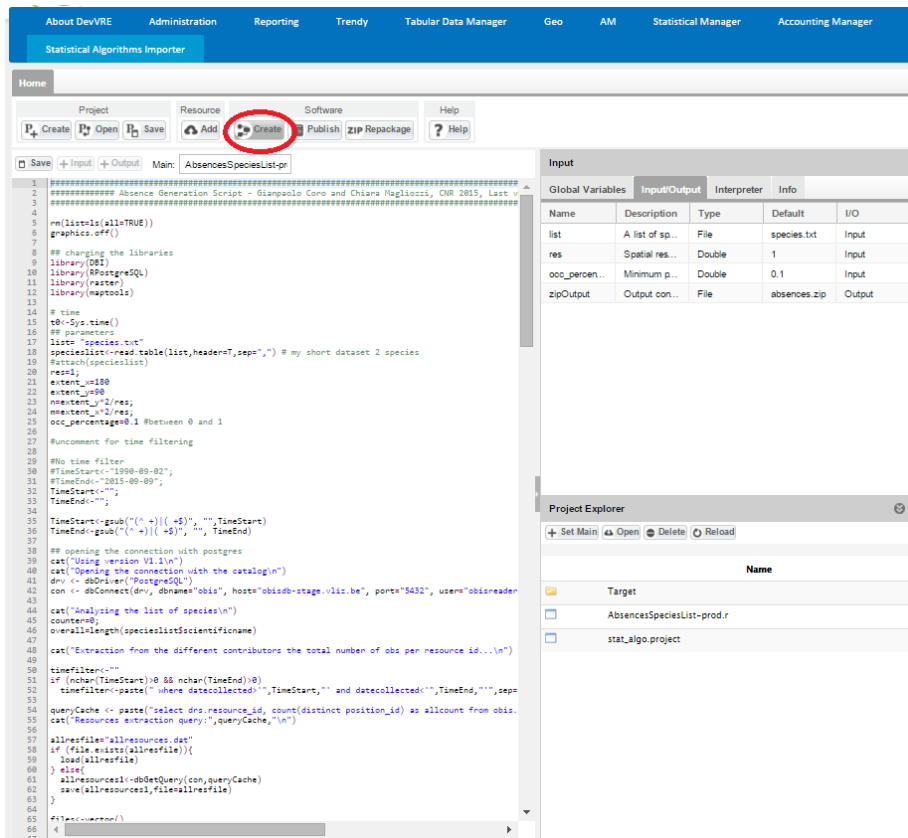 About DevVRE Administration Reporting Trendy Tabular Data Manager Geo AM Statistical Manager Accounting Manager
Statistical Algorithms Importer
Home
Project Resource Software Help
Create Open Save Add Create Publish ZIP Repackage ? Help
Save + Input + Output Main: AbsencesSpeciesList-pr
1 ####################################################################################
2 ############# Absence Generation Script - Gianpaolo Coro and Chiara Magliozzi, CNR 2015, Last v
3 ####################################################################################
4
5 rm(list=ls(all=TRUE))
6 graphics.off()
7
8 ## charging the libraries
9 library(DBI)
10 library(RPostgreSQL)
11 library(raster)
12 library(maptools)
13
14 # time
15 t0<-Sys.time()
16 ## parameters
17 list= "species.txt"
18 specieslist<-read.table(list,header=T,sep=",") # my short dataset 2 species
19 #attach(specieslist)
20 res=1;
21 extent_x=180
22 extent_y=90
23 n=extent_y*2/res;
24 m=extent_x*2/res;
25 occ_percentage=0.1 #between 0 and 1
26
27 #uncomment for time filtering
28
29 #No time filter
30 #TimeStart<-"1990-09-02";
31 #TimeEnd<-"2015-09-09";
32 TimeStart<-"";
33 TimeEnd<-"";
34
35 TimeStart<-gsub("(^ +)|( +$)", "",TimeStart)
36 TimeEnd<-gsub("(^ +)|( +$)", "", TimeEnd)
37
38 ## opening the connection with postgres
39 cat("Using version V1.1\n")
40 cat("Opening the connection with the catalog\n")
41 drv <- dbDriver("PostgreSQL")
42 con <- dbConnect(drv, dbname="obis", host="obisdb-stage.vliz.be", port="5432", user="obisreader
43
44 cat("Analyzing the list of species\n")
45 counter=0;
46 overall=length(specieslist$scientificname)
47
48 cat("Extraction from the different contributors the total number of obs per resource id...\n")
49
50 timefilter<-""
51 if (nchar(TimeStart)>0 && nchar(TimeEnd)>0)
52 timefilter<-paste(" where datecollected>'",TimeStart,"' and datecollected<'",TimeEnd,"'",sep=
53
54 queryCache <- paste("select drs.resource_id, count(distinct position_id) as allcount from obis.
55 cat("Resources extraction query:",queryCache,"\n")
56
57 allresfile="allresources.dat"
58 if (file.exists(allresfile)){
59 load(allresfile)
60 } else{
61 allresources1<-dbGetQuery(con,queryCache)
62 save(allresources1,file=allresfile)
63 }
64
65 files<-vector()
66
Input
Global Variables Input/Output Interpreter Info
Name Description Type Default I/O
list A list of sp... File species.txt Input
res Spatial res... Double 1 Input
occ_percen... Minimum p... Double 0.1 Input
zipOutput Output con... File absences.zip Output
Project Explorer
+ Set Main Open Delete Reload
Name
Target
AbsencesSpeciesList-prod.r
stat_algo.project